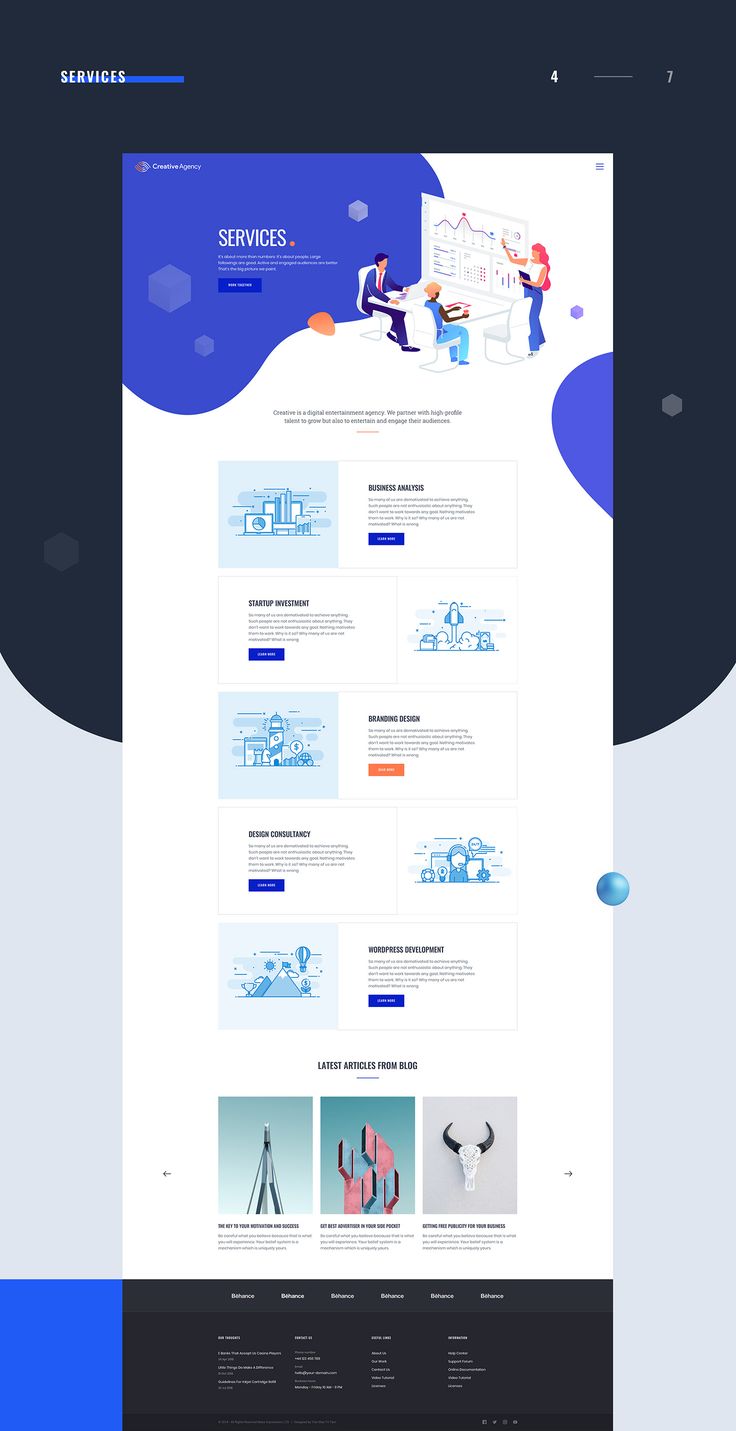 SERVICES
4
7
Creative Agency
SERVICES.
It's about more than numbers. It's about people. Large
followings are good. Active and engaged audiences are better.
That's the big picture we paint.
WORK TOGETHER
Creative is a digital entertainment agency. We partner with high-profile
talent to grow but also to entertain and engage their audiences.
BUSINESS ANALYSIS
So many of us are demotivated to achieve anything.
Such people are not enthusiastic about anything. They
don't want to work towards any goal. Nothing motivates
them to work. Why is it so? Why many of us are not
motivated? What is wrong
LEARN MORE
STARTUP INVESTMENT
So many of us are demotivated to achieve anything.
Such people are not enthusiastic about anything. They
don't want to work towards any goal. Nothing motivates
them to work. Why is it so? Why many of us are not
motivated? What is wrong
LEARN MORE
BRANDING DESIGN
So many of us are demotivated to achieve anything.
Such people are not enthusiastic about anything. They
don't want to work towards any goal. Nothing motivates
them to work. Why is it so? Why many of us are not
motivated? What is wrong
MORE
24/7
DESIGN CONSULTANCY
So many of us are demotivated to achieve anything.
Such people are not enthusiastic about anything. They
don't want to work towards any goal. Nothing motivates
them to work. Why is it so? Why many of us are not
motivated? What is wrong
LEARN MORE
WORDPRESS DEVELOPMENT
So many of us are demotivated to achieve anything.
Such people are not enthusiastic about anything. They
don't want to work towards any goal. Nothing motivates
them to work. Why is it so? Why many of us are not
motivated? What is wrong
LEARN MORE
LATEST ARTICLES FROM BLOG
THE KEY TO YOUR MOTIVATION AND SUCCESS
Be careful what you believe because that is what
you will experience. Your belief system is a
mechanism which is uniquely yours.
GET BEST ADVERTISER IN YOUR SIDE POCKET
Be careful what you believe because that is what
you will experience. Your belief system is a
mechanism which is uniquely yours.
GETTING FREE PUBLICITY FOR YOUR BUSINESS
Be careful what you believe because that is what
you will experience. Your belief system is a
mechanism which is uniquely yours.
Bēhance Bēhance Bēhance Bēhance Bēhance Bēhance
OUR THOUGHTS
E Banks That Accept Us Casino Players
Little Things Do Make A Difference
Guidelines For Inkjet Cartridge Refill
CONTACT US
Phone number
+44 123 456 789
Email
hello@your-domain.com
Business hours
Monday - Friday 10 AM - 5 PM
USEFUL LINKS
About Us
Our Work
Contact Us
Video Tutorial
Licenses
INFORMATION
Help Center
Support Forum
Online Documentation
Video Tutorial
Licenses